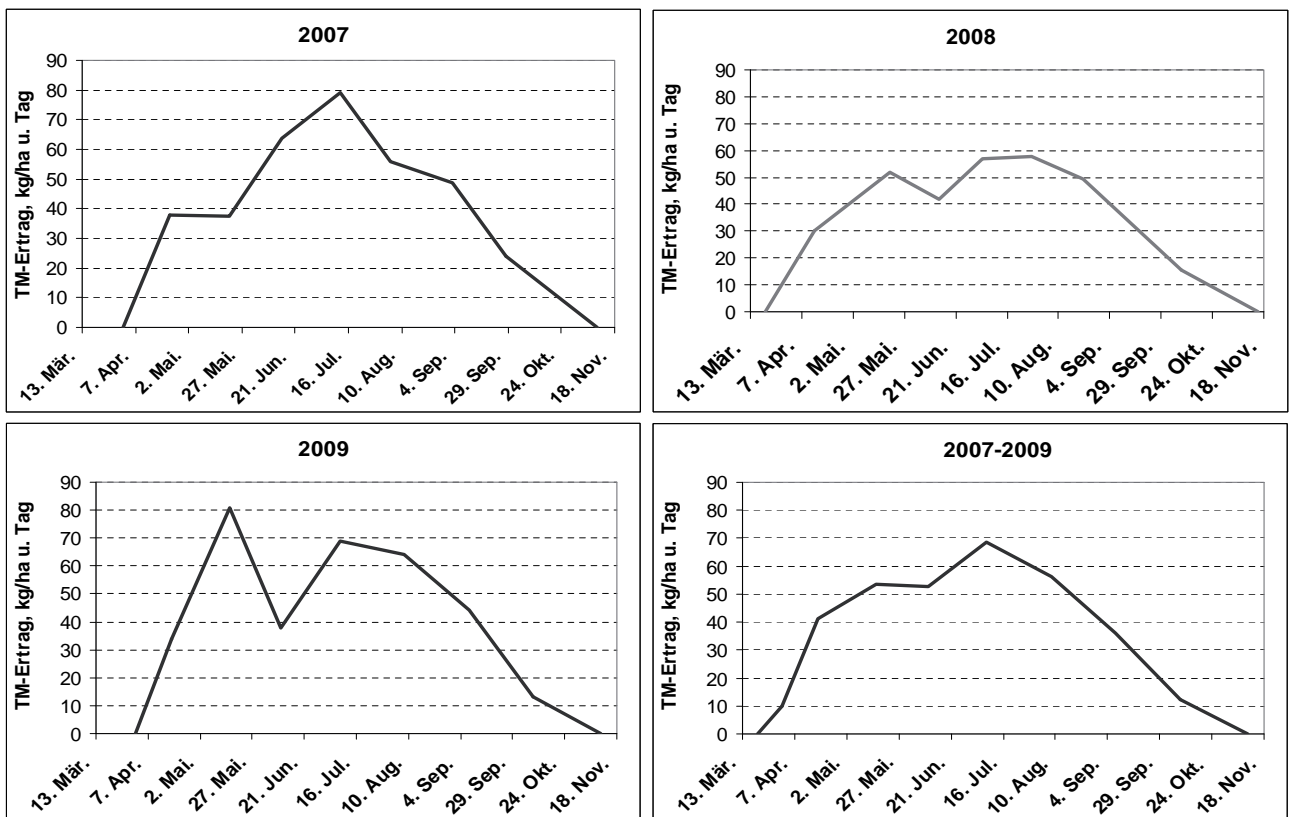 2007
TM-Ertrag, kg/ha u. Tag
90
80
70
60
50
40
30
20
10
0
13. Mär.
7. Apr.
2. Mai.
27. Mai.
21. Jun.
16. Jul.
10. Aug.
4. Sep.
29. Sep.
24. Okt.
18. Nov.
2008
TM-Ertrag, kg/ha u. Tag
90
80
70
60
50
40
30
20
10
0
13. Mär.
7. Apr.
2. Mai.
27. Mai.
21. Jun.
16. Jul.
10. Aug.
4. Sep.
29. Sep.
24. Okt.
18. Nov.
2009
TM-Ertrag, kg/ha u. Tag
90
80
70
60
50
40
30
20
10
0
13. Mär.
7. Apr.
2. Mai.
27. Mai.
21. Jun.
16. Jul.
10. Aug.
4. Sep.
29. Sep.
24. Okt.
18. Nov.
2007-2009
TM-Ertrag, kg/ha u. Tag
90
80
70
60
50
40
30
20
10
0
13. Mär.
7. Apr.
2. Mai.
27. Mai.
21. Jun.
16. Jul.
10. Aug.
4. Sep.
29. Sep.
24. Okt.
18. Nov.